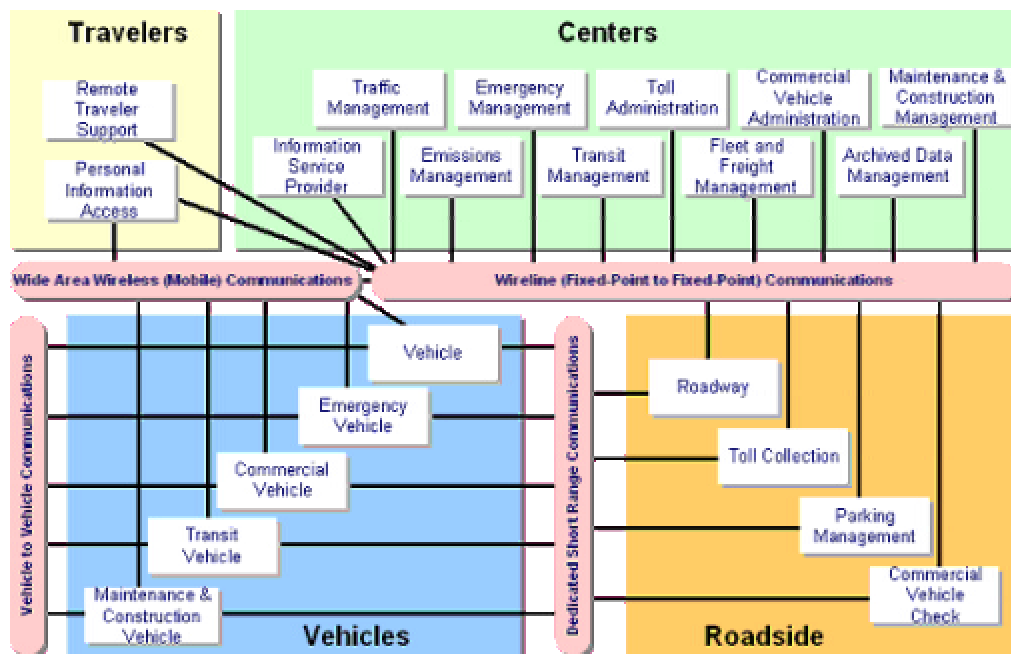 Travelers
Remote
Traveler
Support
Personal
Information
Access
Centers
Traffic
Management
Emergency
Management
Toll
Administration
Commercial
Vehicle
Administration
Maintenance &
Construction
Management
Information
Service
Provider
Emissions
Management
Transit
Management
Fleet and
Freight
Management
Archived Data
Management
Wide Area Wireless (Mobile) Communications
Wireline (Fixed-Point to Fixed-Point) Communications
Vehicle to Vehicle Communications
Vehicle
Emergency
Vehicle
Commercial
Vehicle
Transit
Vehicle
Maintenance &
Construction
Vehicle
Vehicles
Dedicated Short Range Communications
Roadway
Toll Collection
Parking
Management
Commercial
Vehicle
Check
Roadside